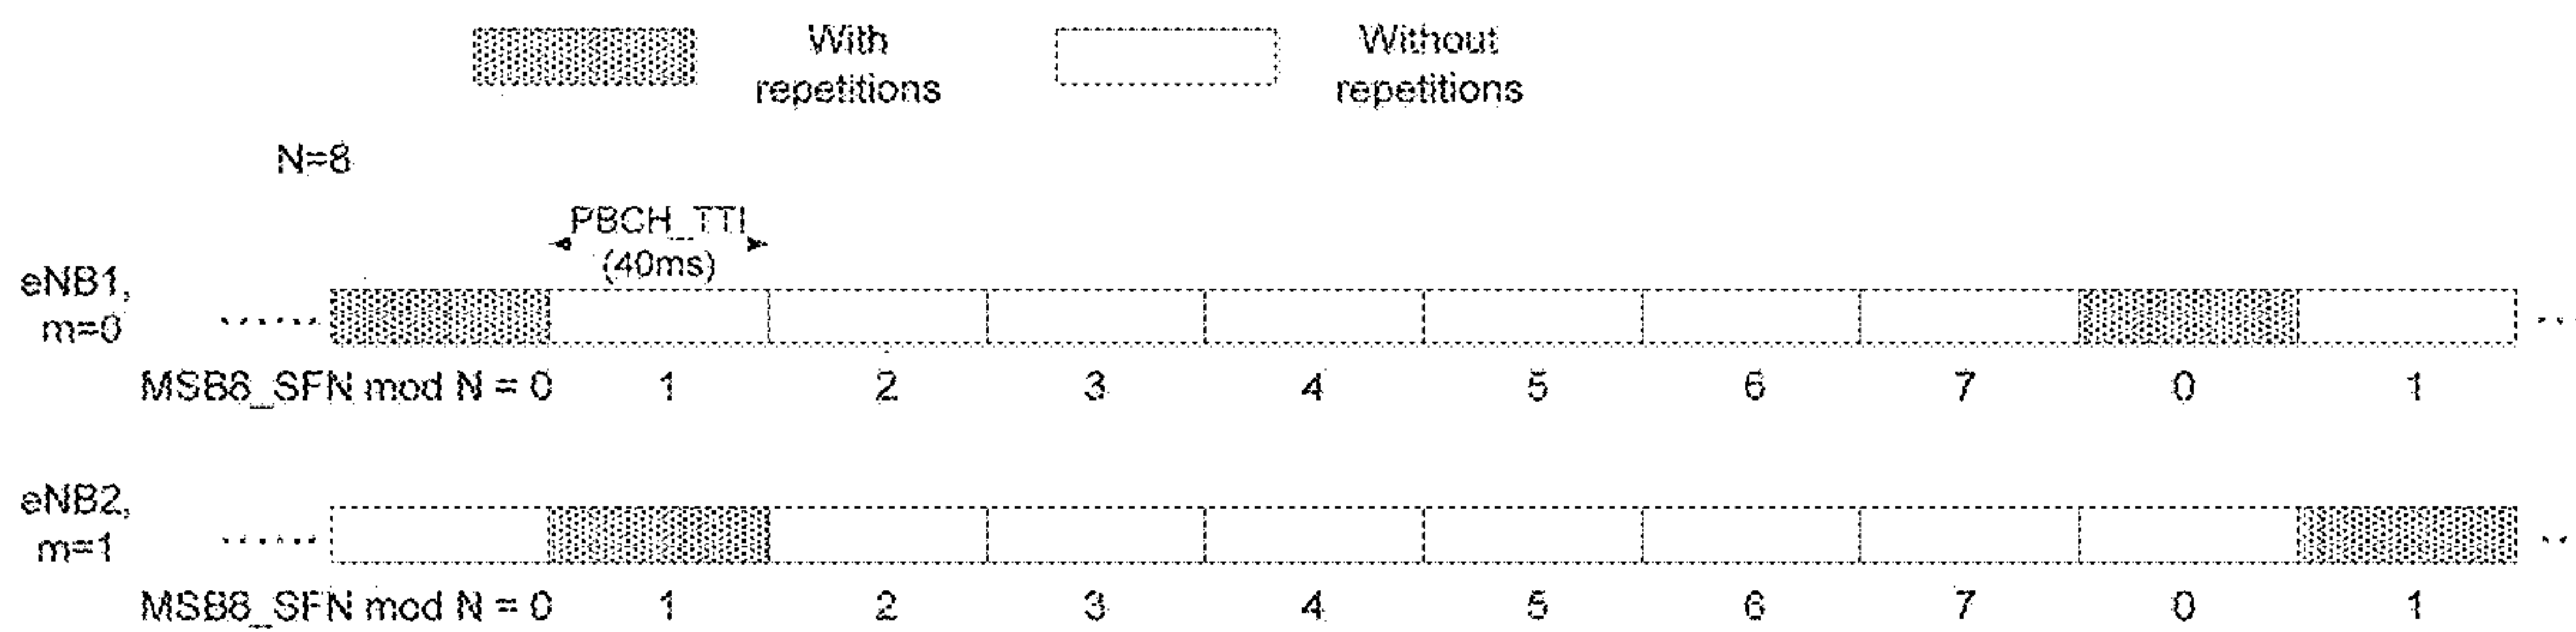 With repetitions
Without repetitions
N=8
PBCH_TTI
(40ms)
eNB1,
m=0
.....
..
MSB8_SFN mod N = 0 1 2 3 4 5 6 7 0 1
eNB2,
m=1
.....
..
MSB8_SFN mod N = 0 1 2 3 4 5 6 7 0 1